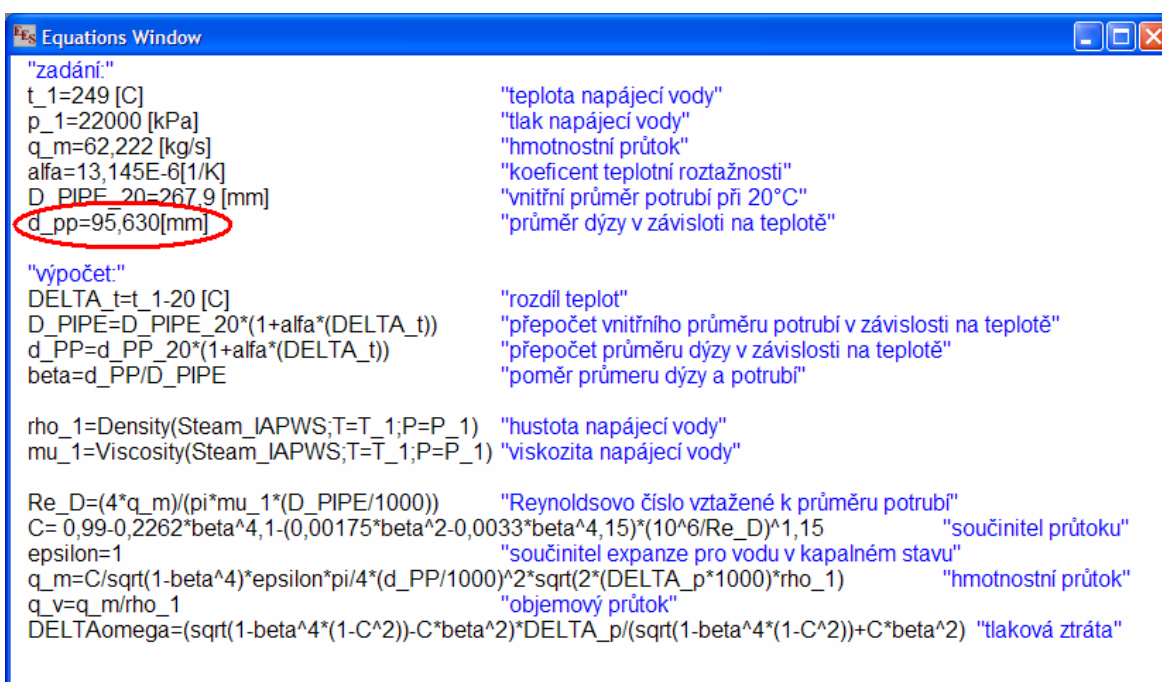 EES Equations Window
"zadání:"
t_1=249 [C] "teplota napájecí vody"
p_1=22000 [kPa] "tlak napájecí vody"
q_m=62,222 [kg/s] "hmotnostní průtok"
alfa=13,145E-6[1/K] "koeficent teplotní roztažnosti"
D_PIPE_20=267,9 [mm] "vnitřní průměr potrubí při 20°C"
d_pp=95,630[mm] "průměr dýzy v závisloti na teplotě"
"výpočet:"
DELTA_t=t_1-20 [C] "rozdíl teplot"
D_PIPE=D_PIPE_20*(1+alfa*(DELTA_t)) "přepočet vnitřního průměru potrubí v závislosti na teplotě"
d_PP=d_PP_20*(1+alfa*(DELTA_t)) "přepočet průměru dýzy v závislosti na teplotě"
beta=d_PP/D_PIPE "poměr průmeru dýzy a potrubí"
rho_1=Density(Steam_IAPWS;T=T_1;P=P_1) "hustota napájecí vody"
mu_1=Viscosity(Steam_IAPWS;T=T_1;P=P_1) "viskozita napájecí vody"
Re_D=(4*q_m)/(pi*mu_1*(D_PIPE/1000)) "Reynoldsovo číslo vztažené k průměru potrubí"
C= 0,99-0,2262*beta^4,1-(0,00175*beta^2-0,0033*beta^4,15)*(10^6/Re_D)^1,15 "součinitel průtoku"
epsilon=1 "součinitel expanze pro vodu v kapalném stavu"
q_m=C/sqrt(1-beta^4)*epsilon*pi/4*(d_PP/1000)^2*sqrt(2*(DELTA_p*1000)*rho_1) "hmotnostní průtok"
q_v=q_m/rho_1 "objemový průtok"
DELTAomega=(sqrt(1-beta^4*(1-C^2))-C*beta^2)*DELTA_p/(sqrt(1-beta^4*(1-C^2))+C*beta^2) "tlaková ztráta"